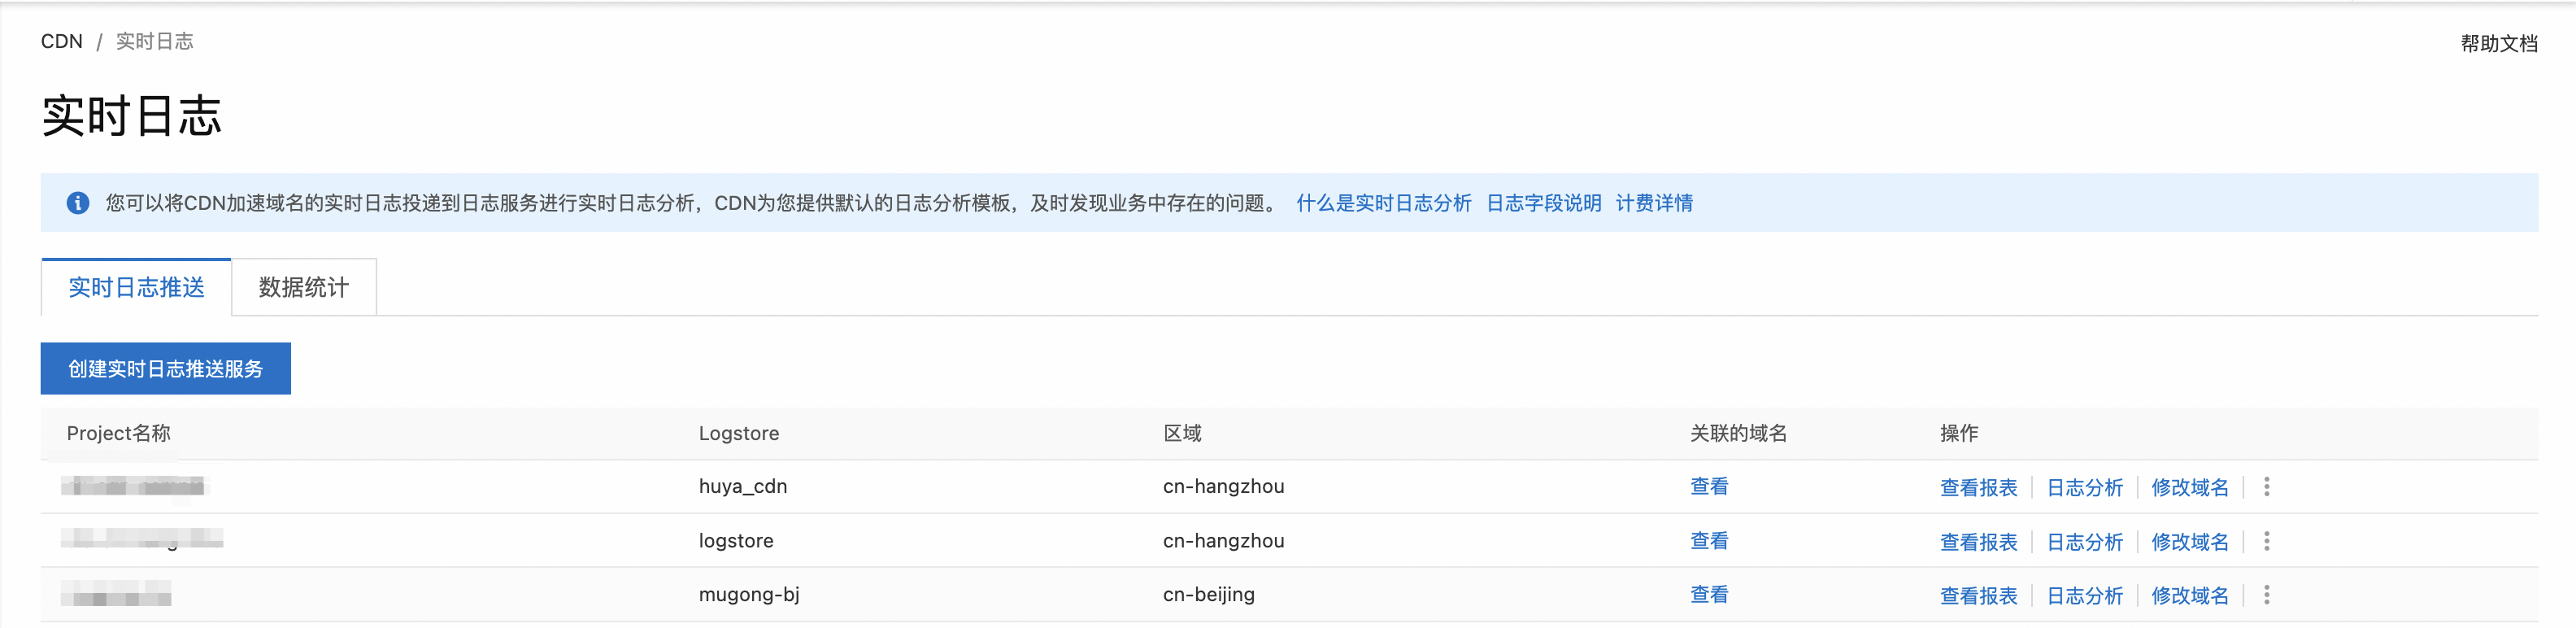 CDN / 实时日志
帮助文档
实时日志
您可以将CDN加速域名的实时日志投递到日志服务进行实时日志分析，CDN为您提供默认的日志分析模板，及时发现业务中存在的问题。 什么是实时日志分析 日志字段说明 计费详情
实时日志推送 数据统计
创建实时日志推送服务
Project名称 Logstore 区域 关联的域名 操作
huya_cdn cn-hangzhou 查看 查看报表 日志分析 修改域名
logstore cn-hangzhou 查看 查看报表 日志分析 修改域名
mugong-bj cn-beijing 查看 查看报表 日志分析 修改域名